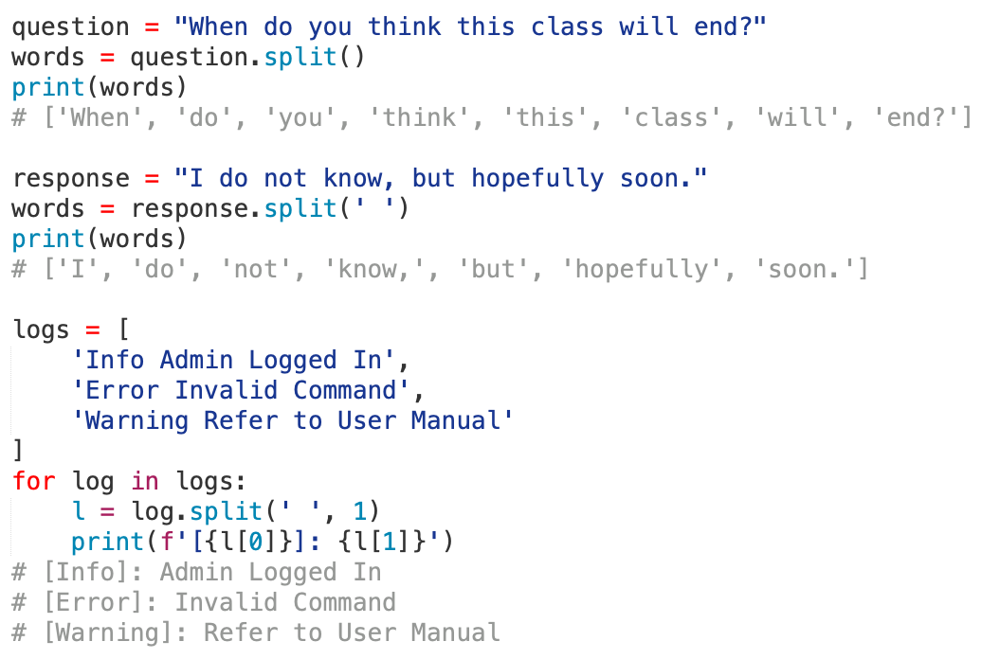 question = "When do you think this class will end?"
words = question.split()
print(words)
# ['When', 'do', 'you', 'think', 'this', 'class', 'will', 'end?']

response = "I do not know, but hopefully soon."
words = response.split(' ')
print(words)
# ['I', 'do', 'not', 'know,', 'but', 'hopefully', 'soon.']

logs = [
    'Info Admin Logged In',
    'Error Invalid Command',
    'Warning Refer to User Manual'
]
for log in logs:
    l = log.split(' ', 1)
    print(f'[{l[0]}]: {l[1]}')
# [Info]: Admin Logged In
# [Error]: Invalid Command
# [Warning]: Refer to User Manual